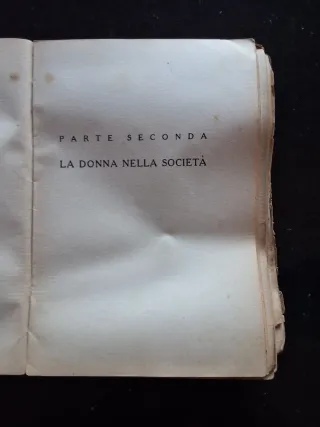 PARTE SECONDA
LA DONNA NELLA SOCIETÀ